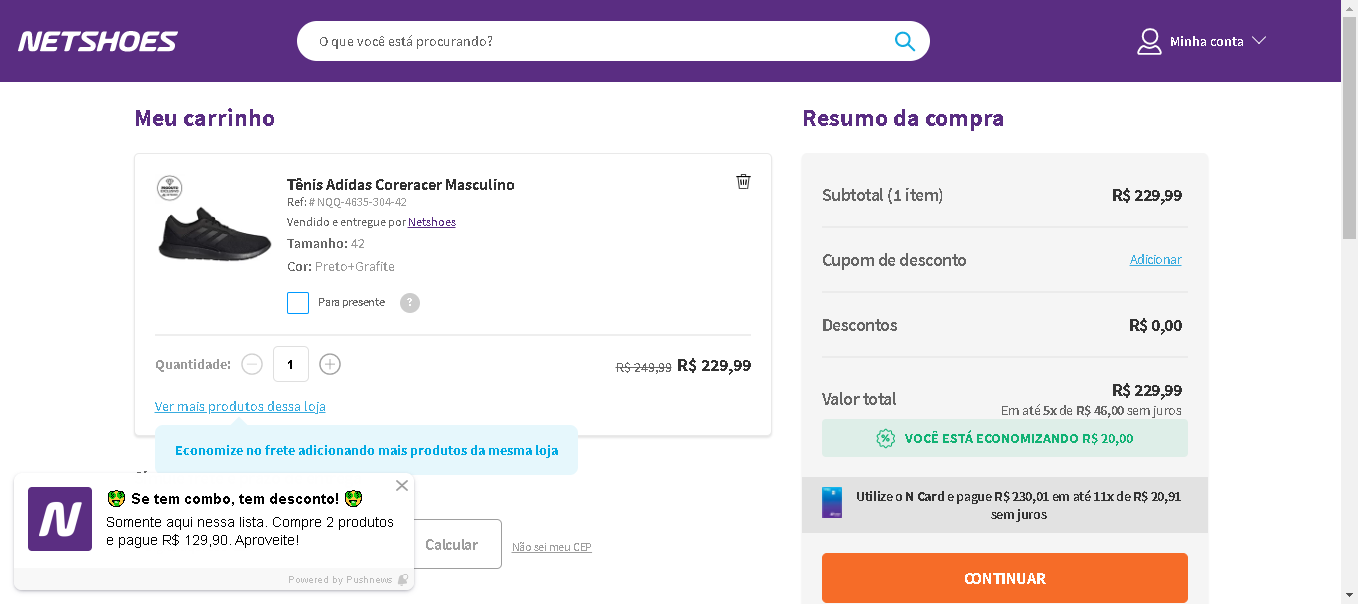 NETSHOES
O que você está procurando?
Minha conta
Meu carrinho
Tênis Adidas Coreracer Masculino
Ref: # NQQ-4635-304-42
Vendido e entregue por Netshoes
Tamanho: 42
Cor: Preto+Grafite
Para presente ?
Quantidade: 1
R$ 249,99 R$ 229,99
Ver mais produtos dessa loja
Economize no frete adicionando mais produtos da mesma loja
Calcular
Não sei meu CEP
N
Se tem combo, tem desconto!
Somente aqui nessa lista. Compre 2 produtos
e pague R$ 129,90. Aproveite!
Powered by Pushnews
Resumo da compra
Subtotal (1 item) R$ 229,99
Cupom de desconto Adicionar
Descontos R$ 0,00
Valor total R$ 229,99
Em até 5x de R$ 46,00 sem juros
VOCÊ ESTÁ ECONOMIZANDO R$ 20,00
Utilize o N Card e pague R$ 230,01 em até 11x de R$ 20,91
sem juros
CONTINUAR